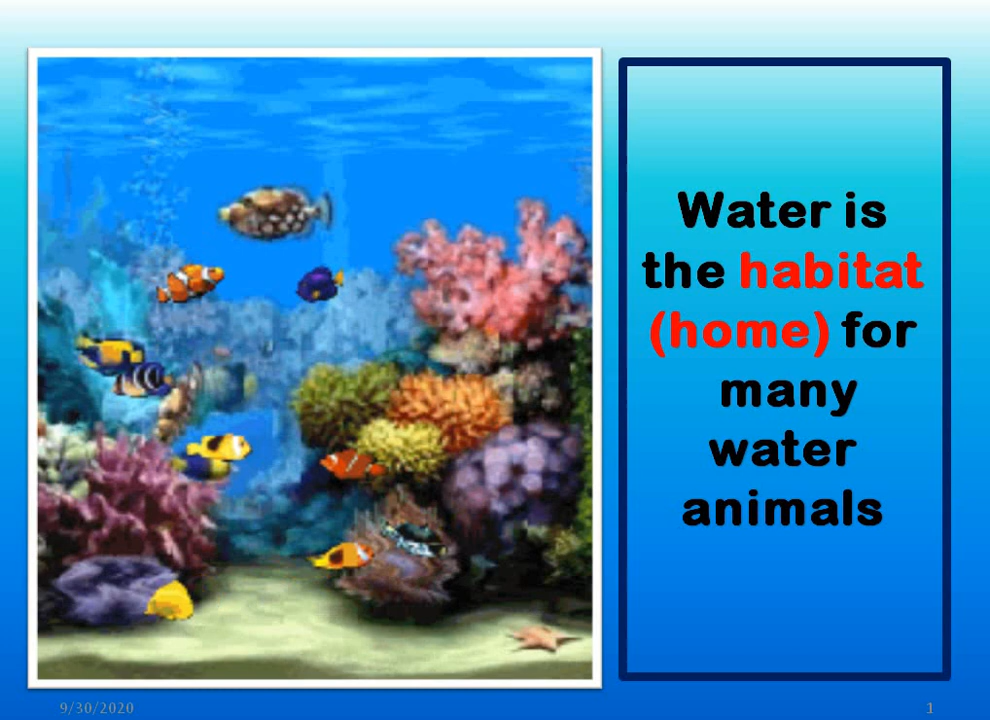 Water is
the habitat
(home) for
many
water
animals
9/30/2020
1